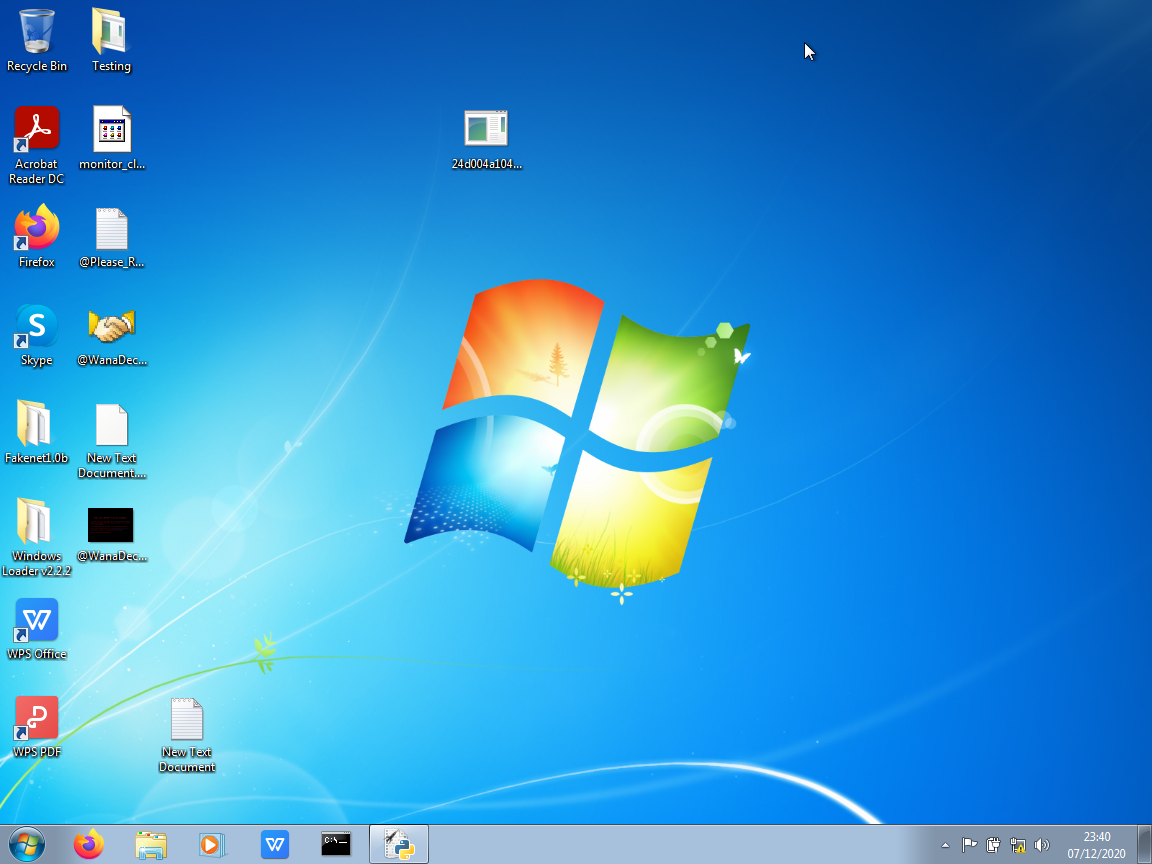 Recycle Bin
Testing
Acrobat
Reader DC
monitor_cl...
24d004a104...
Firefox
@Please_R...
Skype
@WanaDec...
Fakenet1.0b
New Text
Document....
Windows
Loader v2.2.2
@WanaDec...
WPS Office
WPS PDF
New Text
Document
C:\_
23:40
07/12/2020